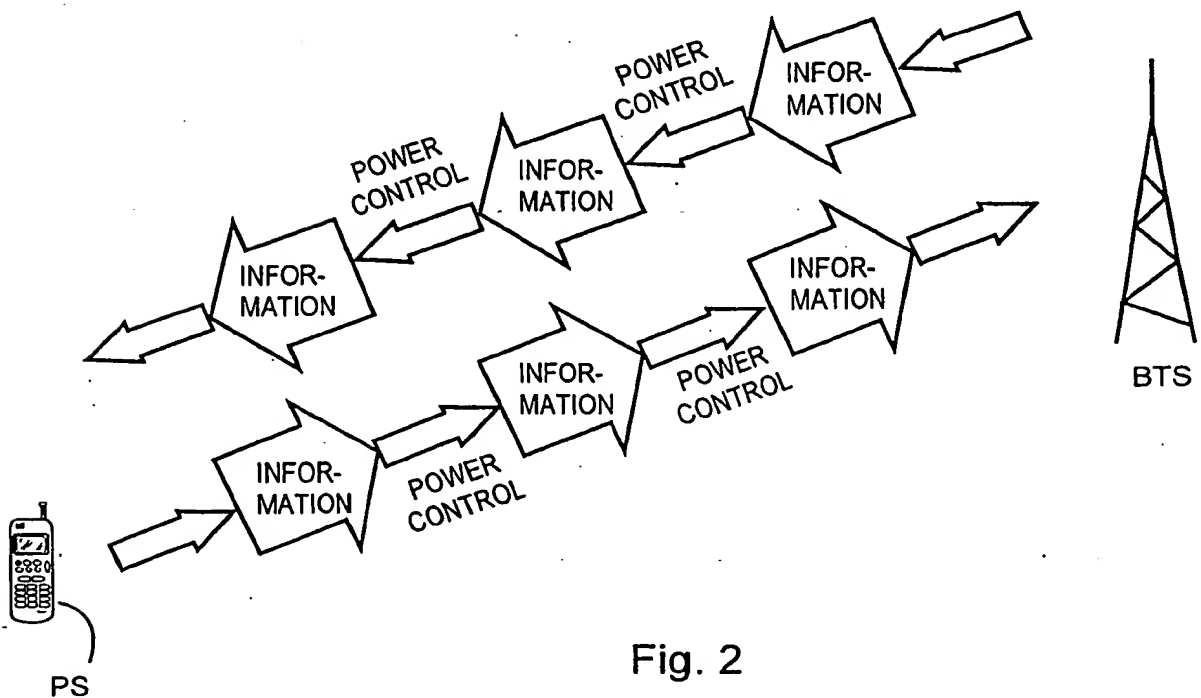 POWER
CONTROL
INFOR-
MATION
POWER
CONTROL
INFOR-
MATION
INFOR-
MATION
INFOR-
MATION
POWER
CONTROL
INFOR-
MATION
BTS
INFOR-
MATION
POWER
CONTROL
PS
Fig. 2